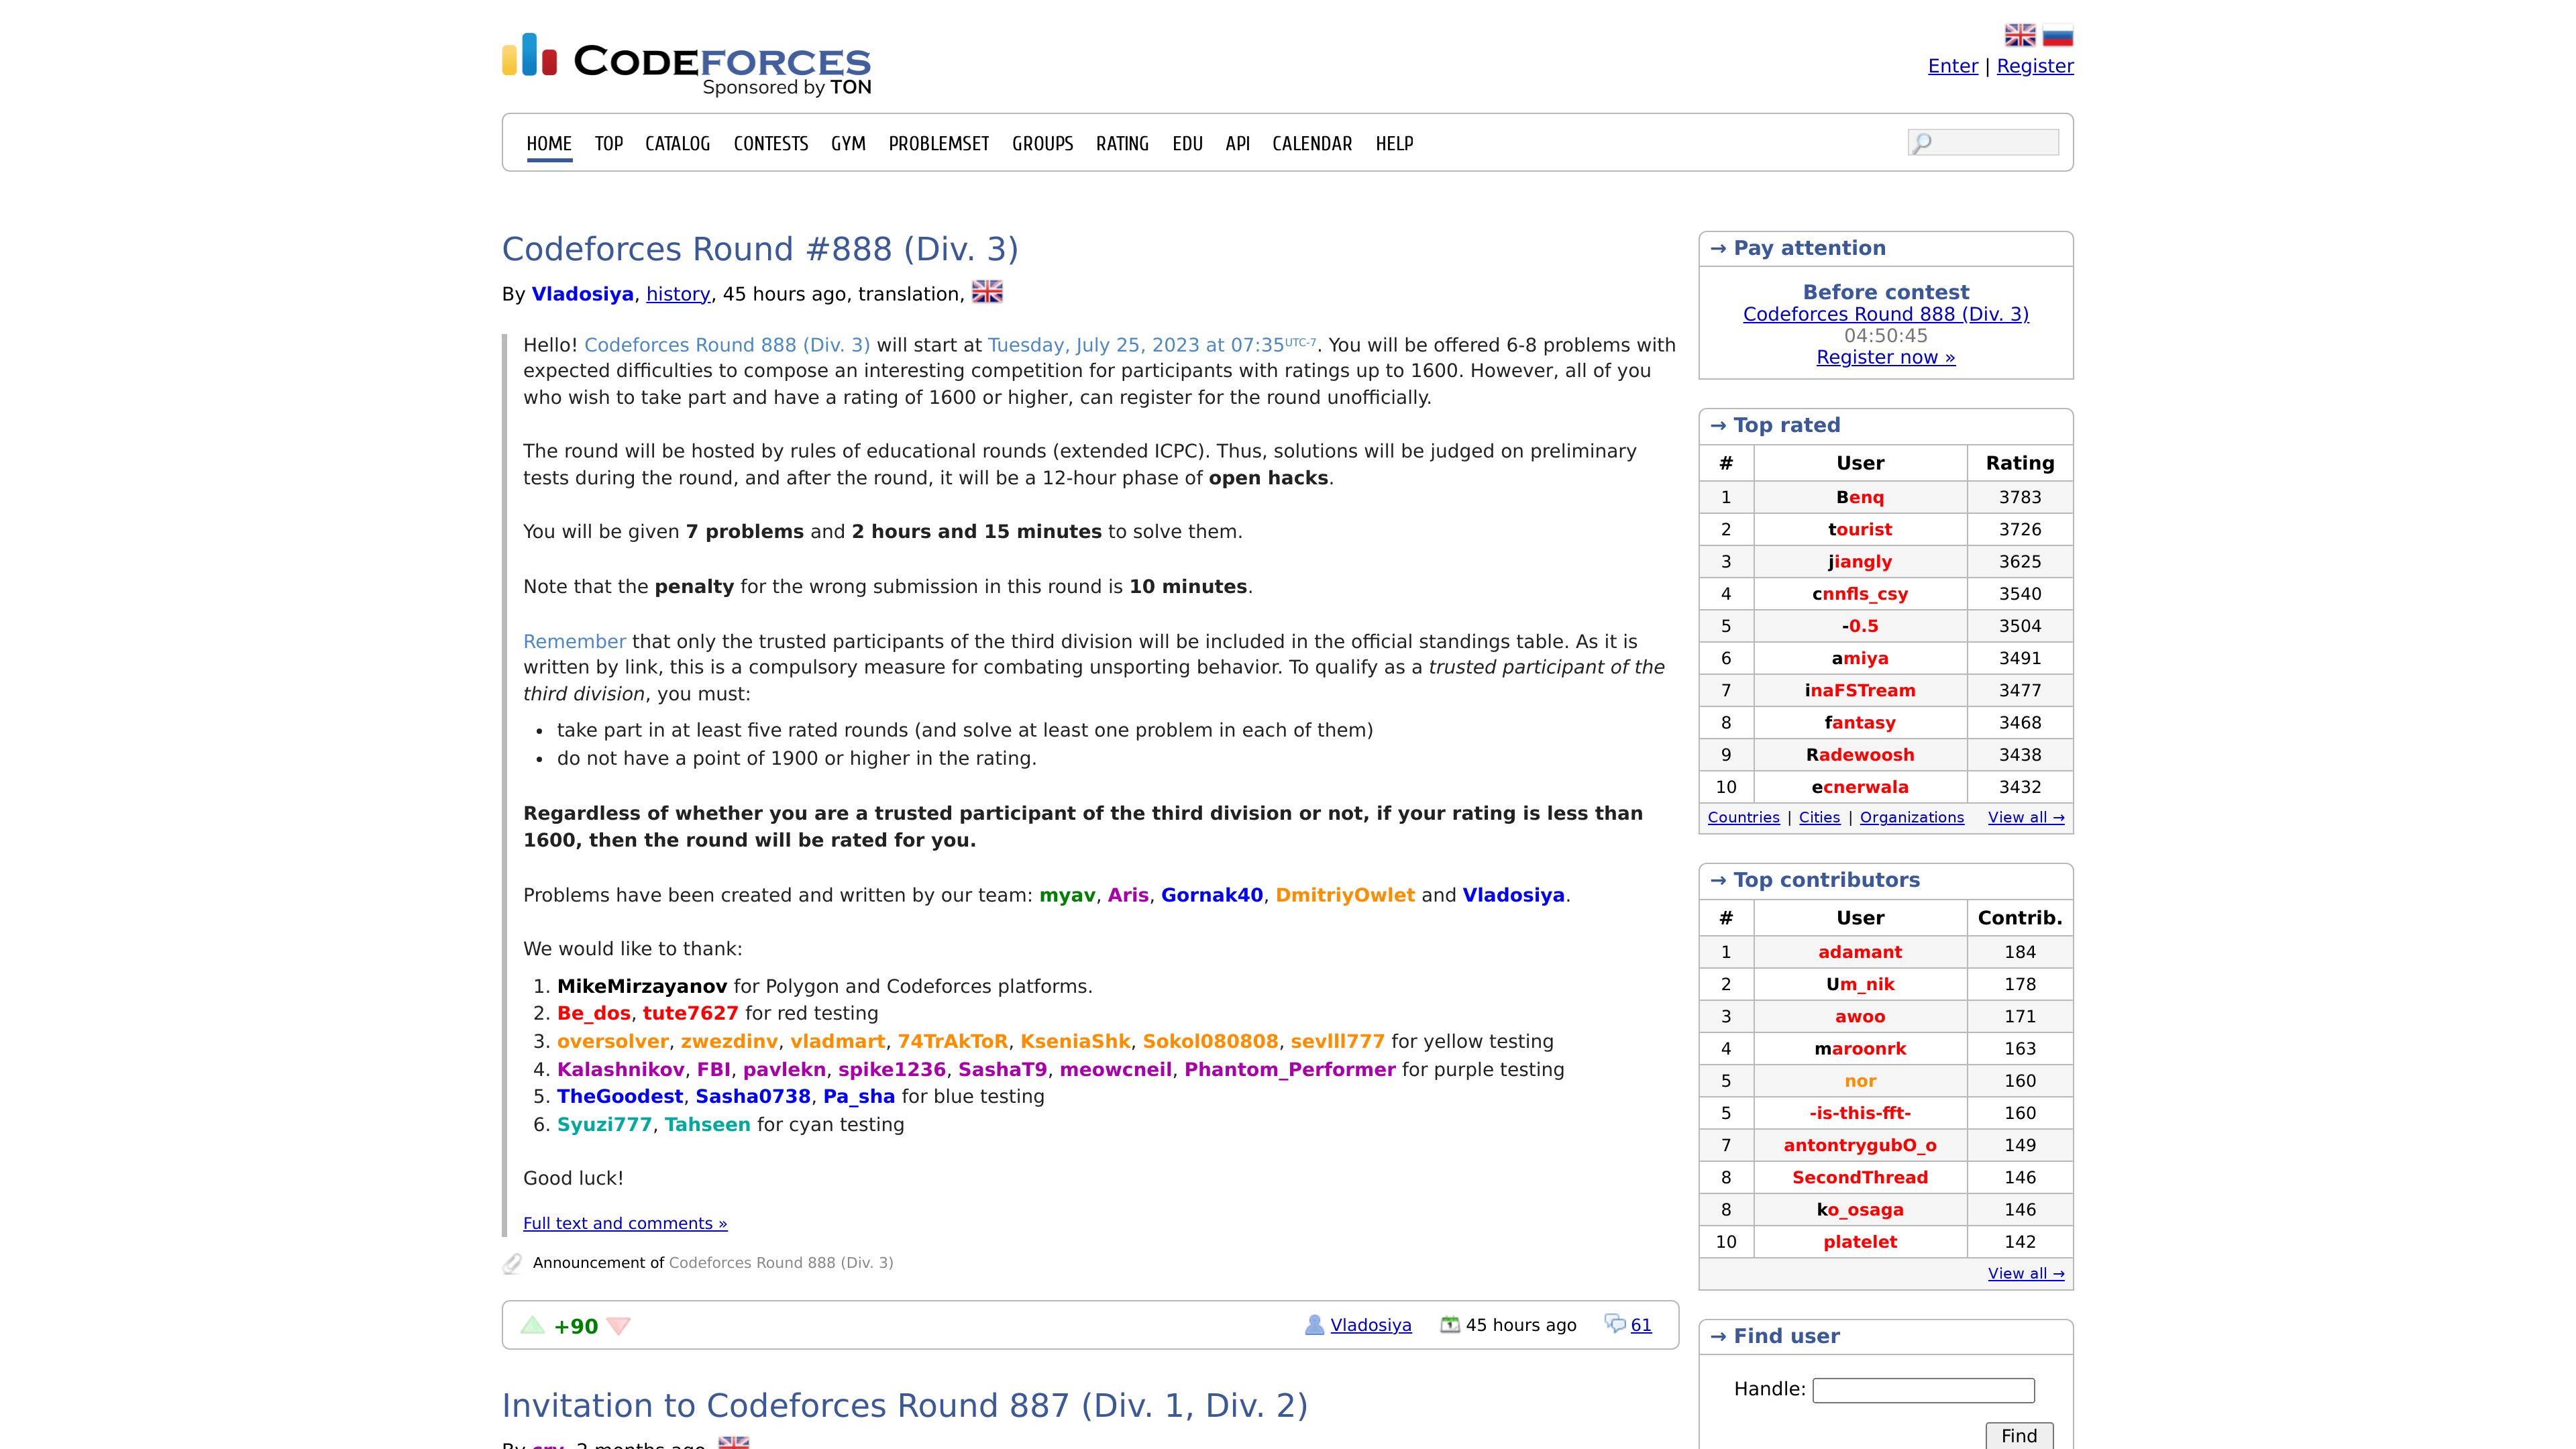 CODEFORCES
Sponsored by TON
Enter | Register
HOME TOP CATALOG CONTESTS GYM PROBLEMSET GROUPS RATING EDU API CALENDAR HELP
Codeforces Round #888 (Div. 3)
By Vladosiya, history, 45 hours ago, translation,
Hello! Codeforces Round 888 (Div. 3) will start at Tuesday, July 25, 2023 at 07:35UTC-7. You will be offered 6-8 problems with
expected difficulties to compose an interesting competition for participants with ratings up to 1600. However, all of you
who wish to take part and have a rating of 1600 or higher, can register for the round unofficially.
The round will be hosted by rules of educational rounds (extended ICPC). Thus, solutions will be judged on preliminary
tests during the round, and after the round, it will be a 12-hour phase of open hacks.
You will be given 7 problems and 2 hours and 15 minutes to solve them.
Note that the penalty for the wrong submission in this round is 10 minutes.
Remember that only the trusted participants of the third division will be included in the official standings table. As it is
written by link, this is a compulsory measure for combating unsporting behavior. To qualify as a trusted participant of the
third division, you must:
• take part in at least five rated rounds (and solve at least one problem in each of them)
• do not have a point of 1900 or higher in the rating.
Regardless of whether you are a trusted participant of the third division or not, if your rating is less than
1600, then the round will be rated for you.
Problems have been created and written by our team: myav, Aris, Gornak40, DmitriyOwlet and Vladosiya.
We would like to thank:
1. MikeMirzayanov for Polygon and Codeforces platforms.
2. Be_dos, tute7627 for red testing
3. oversolver, zwezdinv, vladmart, 74TrAkToR, KseniaShk, Sokol080808, sevlll777 for yellow testing
4. Kalashnikov, FBI, pavlekn, spike1236, SashaT9, meowcneil, Phantom_Performer for purple testing
5. TheGoodest, Sasha0738, Pa_sha for blue testing
6. Syuzi777, Tahseen for cyan testing
Good luck!
Full text and comments »
Announcement of Codeforces Round 888 (Div. 3)
+90 Vladosiya 45 hours ago 61
Invitation to Codeforces Round 887 (Div. 1, Div. 2)
By cry, 2 months ago,
→ Pay attention
Before contest
Codeforces Round 888 (Div. 3)
04:50:45
Register now »
→ Top rated
# User Rating
1 Benq 3783
2 tourist 3726
3 jiangly 3625
4 cnnfls_csy 3540
5 -0.5 3504
6 amiya 3491
7 inaFSTream 3477
8 fantasy 3468
9 Radewoosh 3438
10 ecnerwala 3432
Countries | Cities | Organizations View all →
→ Top contributors
# User Contrib.
1 adamant 184
2 Um_nik 178
3 awoo 171
4 maroonrk 163
5 nor 160
5 -is-this-fft- 160
7 antontrygubO_o 149
8 SecondThread 146
8 ko_osaga 146
10 platelet 142
View all →
→ Find user
Handle:
Find